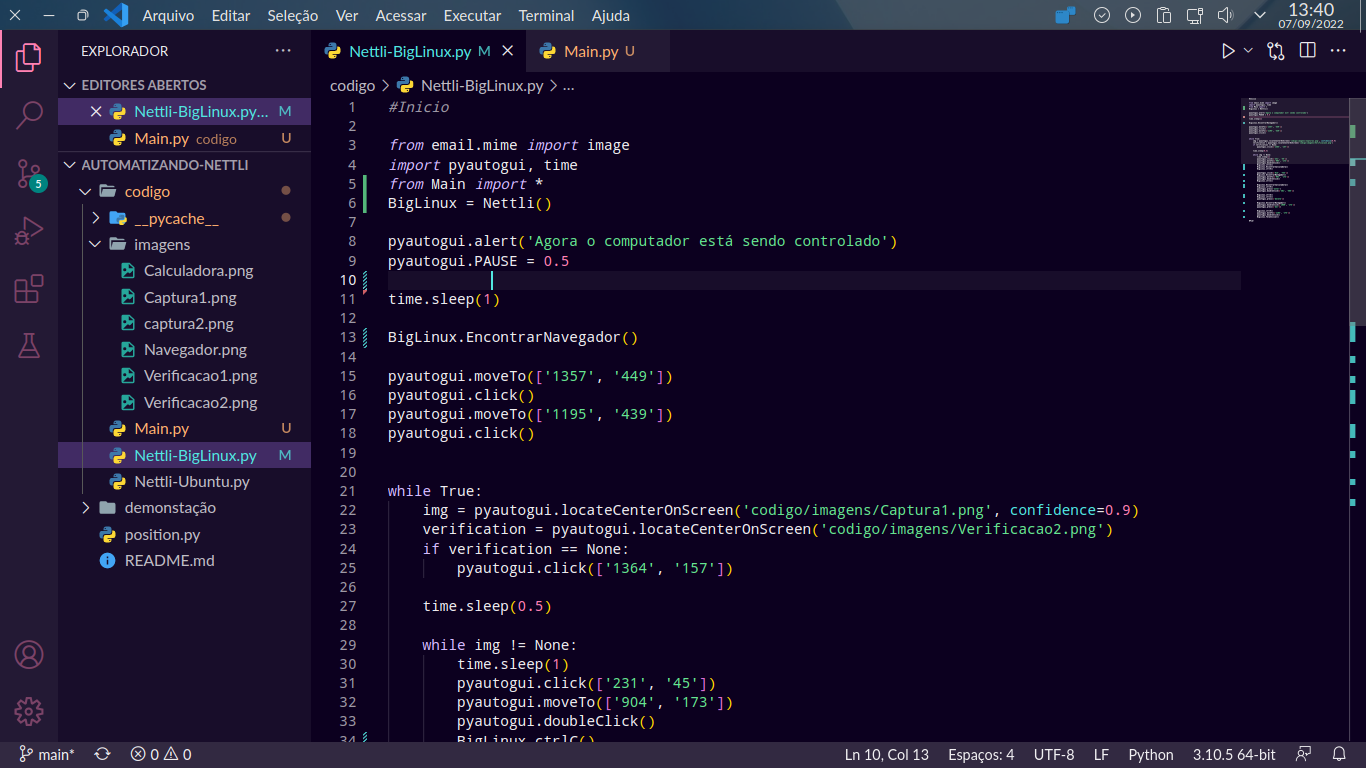 Arquivo Editar Seleção Ver Acessar Executar Terminal Ajuda
13:40
07/09/2022
EXPLORADOR
EDITORES ABERTOS
Nettli-BigLinux.py... M
Main.py codigo U
AUTOMATIZANDO-NETTLI
codigo
__pycache__
imagens
Calculadora.png
Captura1.png
captura2.png
Navegador.png
Verificacao1.png
Verificacao2.png
Main.py U
Nettli-BigLinux.py M
Nettli-Ubuntu.py
demonstação
position.py
README.md
5
Nettli-BigLinux.py M
Main.py U
codigo > Nettli-BigLinux.py > ...
1 #Inicio
2
3 from email.mime import image
4 import pyautogui, time
5 from Main import *
6 BigLinux = Nettli()
7
8 pyautogui.alert('Agora o computador está sendo controlado')
9 pyautogui.PAUSE = 0.5
10
11 time.sleep(1)
12
13 BigLinux.EncontrarNavegador()
14
15 pyautogui.moveTo(['1357', '449'])
16 pyautogui.click()
17 pyautogui.moveTo(['1195', '439'])
18 pyautogui.click()
19
20
21 while True:
22 img = pyautogui.locateCenterOnScreen('codigo/imagens/Captura1.png', confidence=0.9)
23 verification = pyautogui.locateCenterOnScreen('codigo/imagens/Verificacao2.png')
24 if verification == None:
25 pyautogui.click(['1364', '157'])
26
27 time.sleep(0.5)
28
29 while img != None:
30 time.sleep(1)
31 pyautogui.click(['231', '45'])
32 pyautogui.moveTo(['904', '173'])
33 pyautogui.doubleClick()
34 BigLinux.ctrlC()
main* 0 0 Ln 10, Col 13 Espaços: 4 UTF-8 LF Python 3.10.5 64-bit